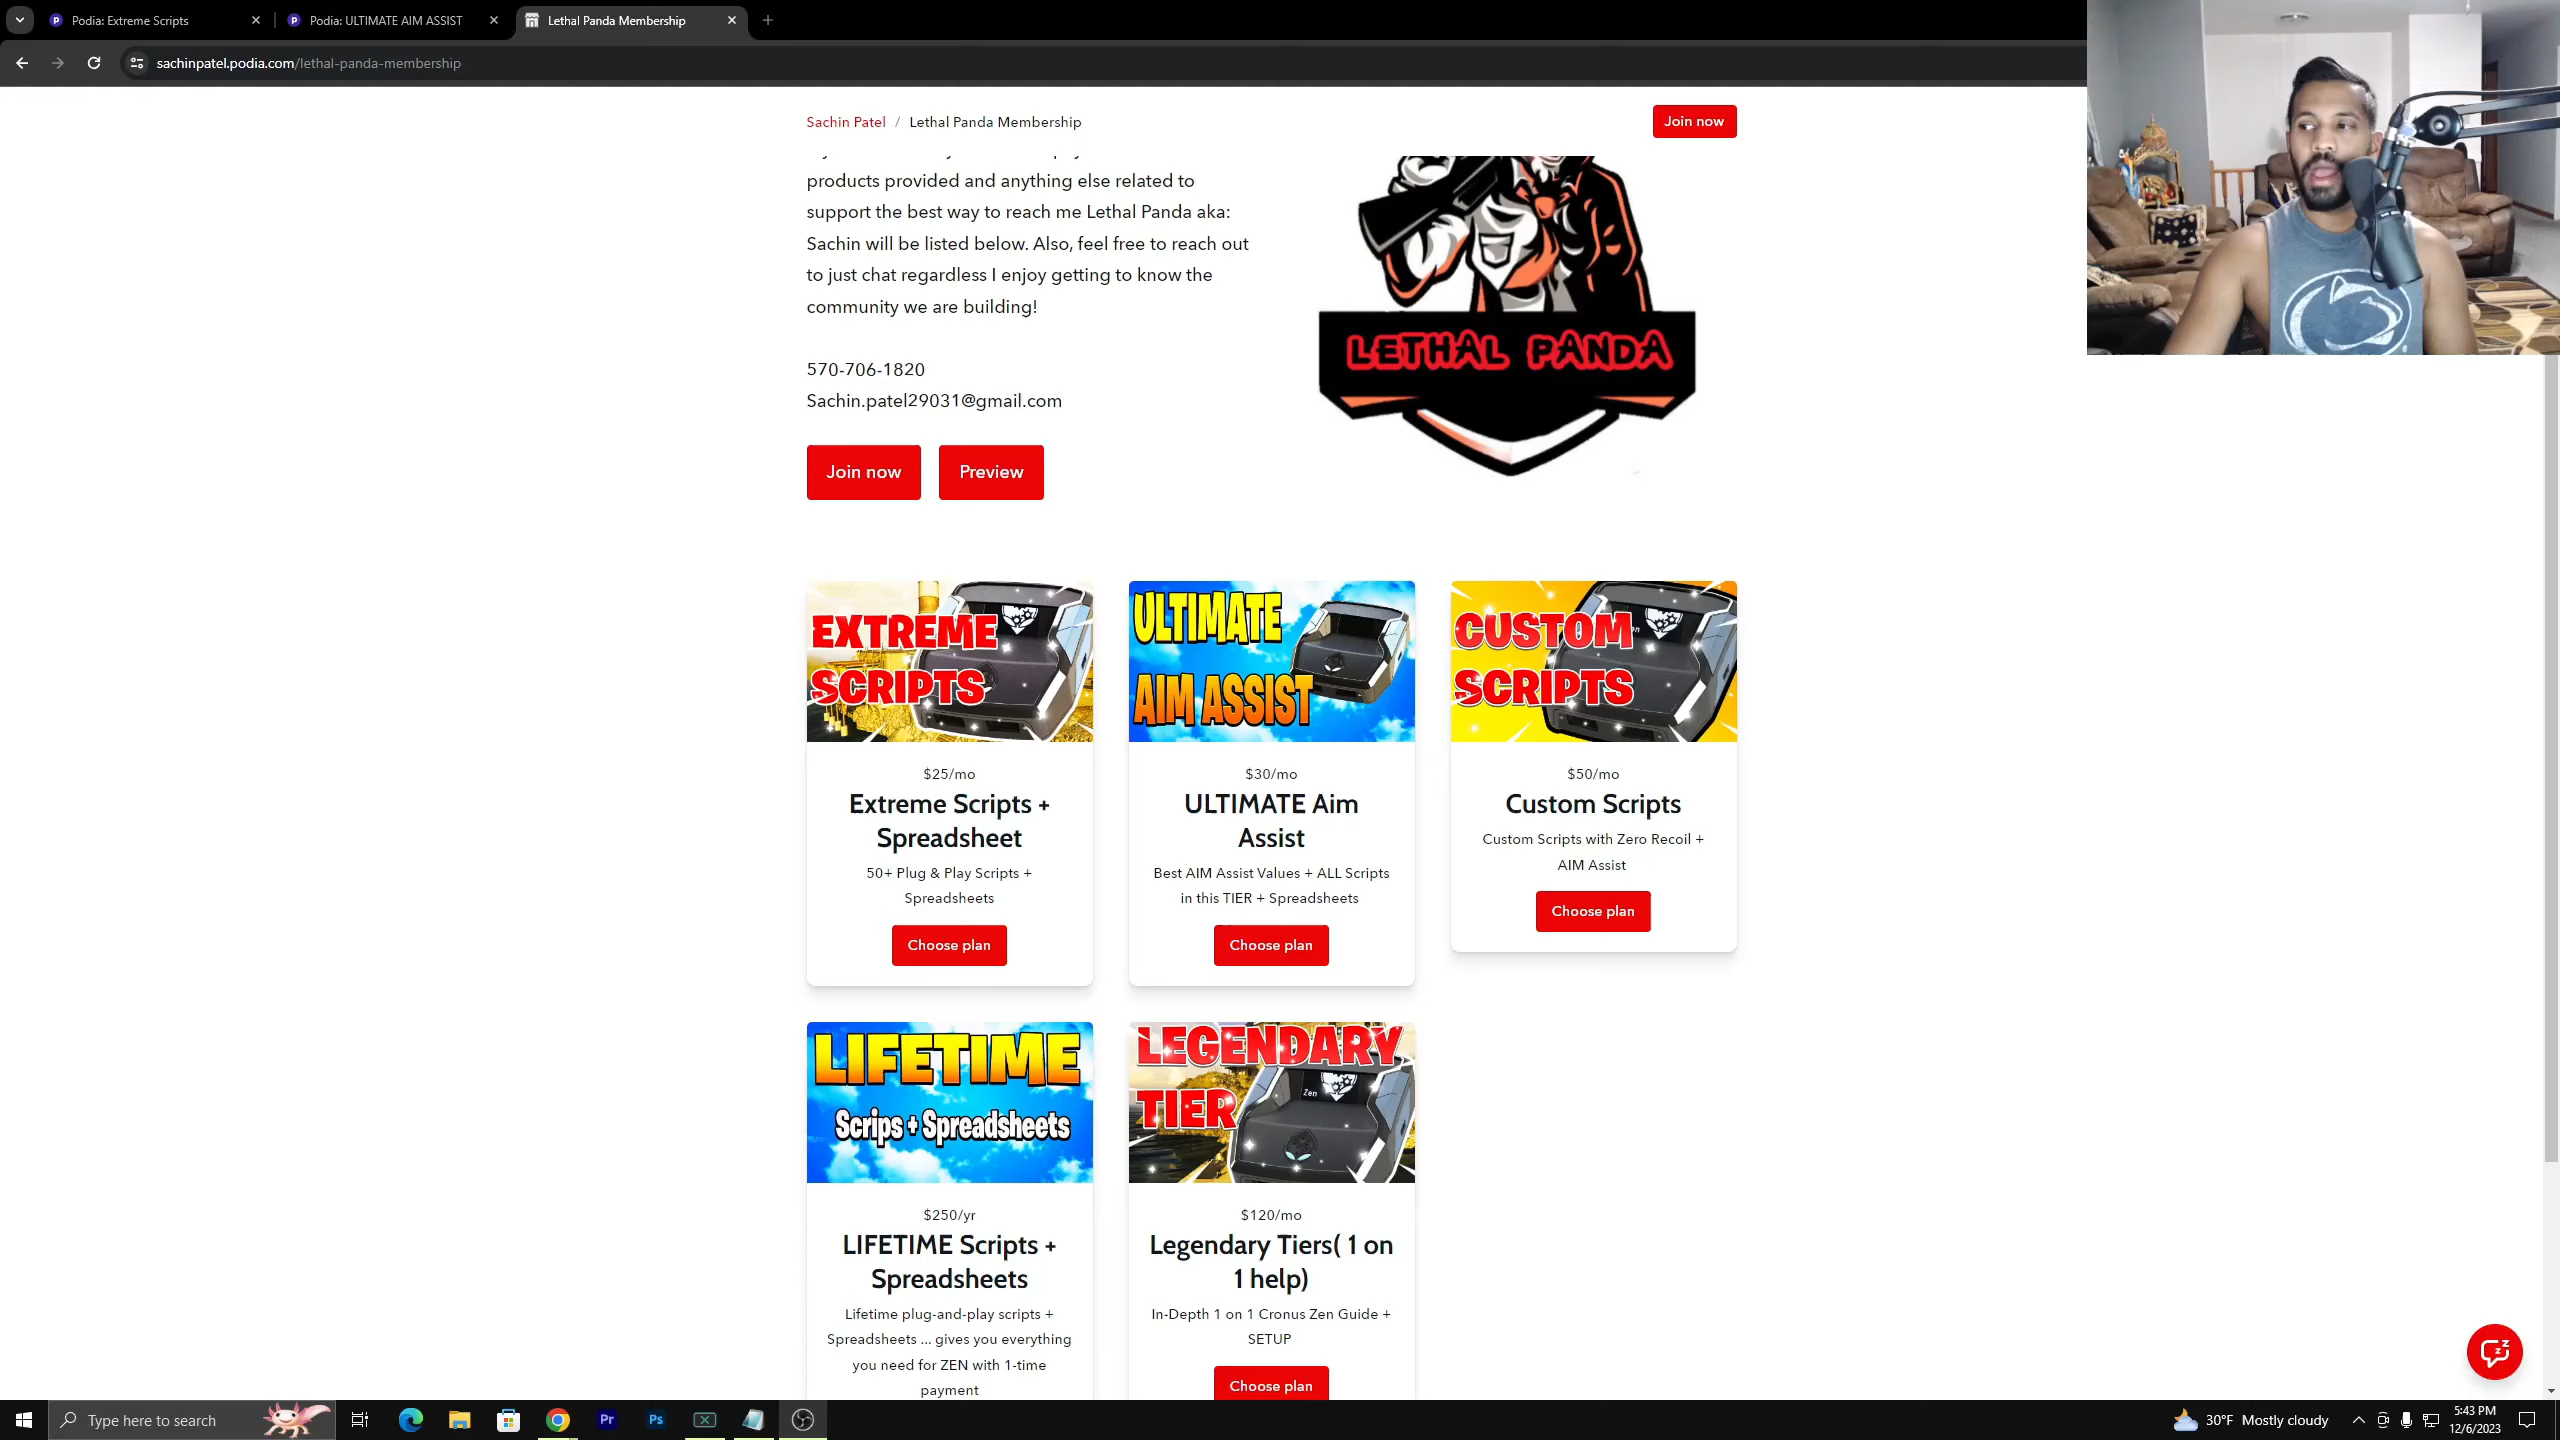 Podia: Extreme Scripts
Podia: ULTIMATE AIM ASSIST
Lethal Panda Membership
sachinpatel.podia.com/lethal-panda-membership
Sachin Patel / Lethal Panda Membership
Join now
products provided and anything else related to
support the best way to reach me Lethal Panda aka:
Sachin will be listed below. Also, feel free to reach out
to just chat regardless I enjoy getting to know the
community we are building!
570-706-1820
Sachin.patel29031@gmail.com
LETHAL PANDA
Join now
Preview
EXTREME
SCRIPTS
$25/mo
Extreme Scripts +
Spreadsheet
50+ Plug & Play Scripts +
Spreadsheets
Choose plan
ULTIMATE
AIM ASSIST
$30/mo
ULTIMATE Aim
Assist
Best AIM Assist Values + ALL Scripts
in this TIER + Spreadsheets
Choose plan
CUSTOM
SCRIPTS
$50/mo
Custom Scripts
Custom Scripts with Zero Recoil +
AIM Assist
Choose plan
LIFETIME
Scrips + Spreadsheets
$250/yr
LIFETIME Scripts +
Spreadsheets
Lifetime plug-and-play scripts +
Spreadsheets ... gives you everything
you need for ZEN with 1-time
payment
LEGENDARY
TIER
Zen
$120/mo
Legendary Tiers( 1 on
1 help)
In-Depth 1 on 1 Cronus Zen Guide +
SETUP
Choose plan
Type here to search
Pr
Ps
30°F Mostly cloudy
5:43 PM
12/6/2023